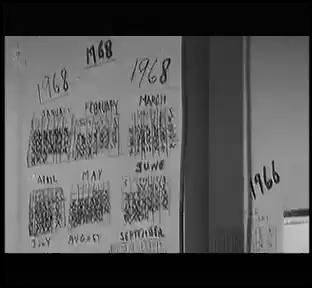 1968
1968 1968
JANUARY FEBRUARY MARCH
APRIL MAY JUNE
JULY AUGUST SEPTEMBER
1966